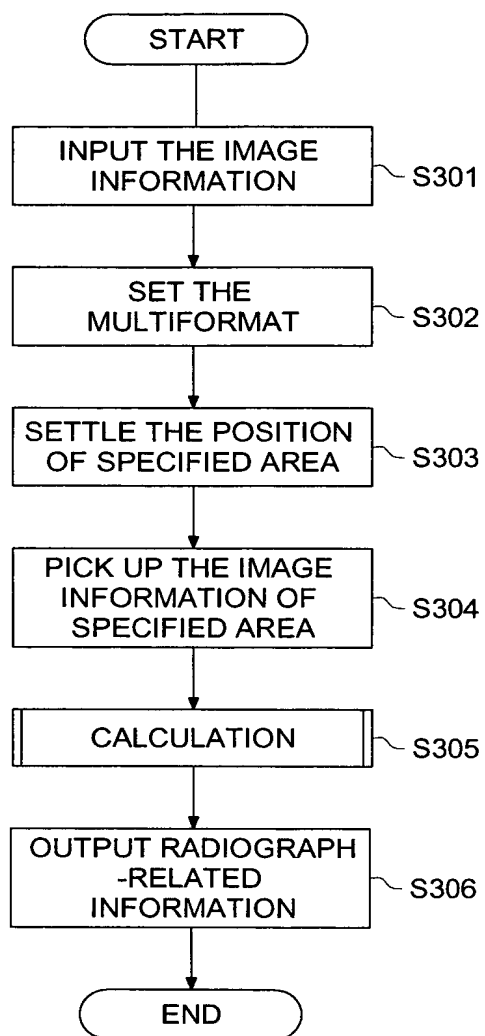 START
INPUT THE IMAGE
INFORMATION
S301
SET THE
MULTIFORMAT
S302
SETTLE THE POSITION
OF SPECIFIED AREA
S303
PICK UP THE IMAGE
INFORMATION OF
SPECIFIED AREA
S304
CALCULATION
S305
OUTPUT RADIOGRAPH
-RELATED
INFORMATION
S306
END